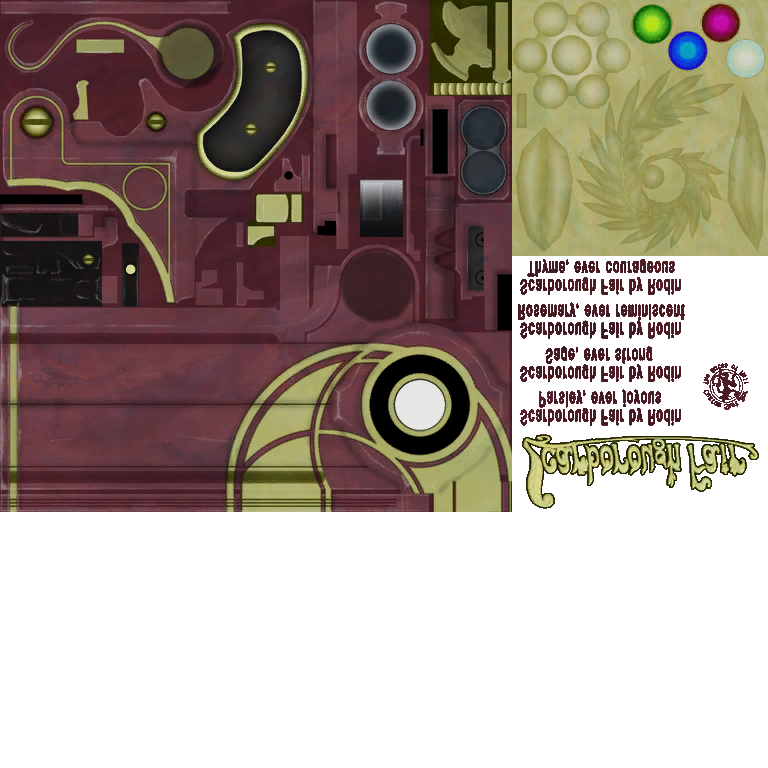 Thyme, ever courageous
Scarborough Fair by Rodin
Rosemary, ever reminiscent
Scarborough Fair by Rodin
Sage, ever strong
Scarborough Fair by Rodin
Parsley, ever joyous
Scarborough Fair by Rodin
Scarborough Fair